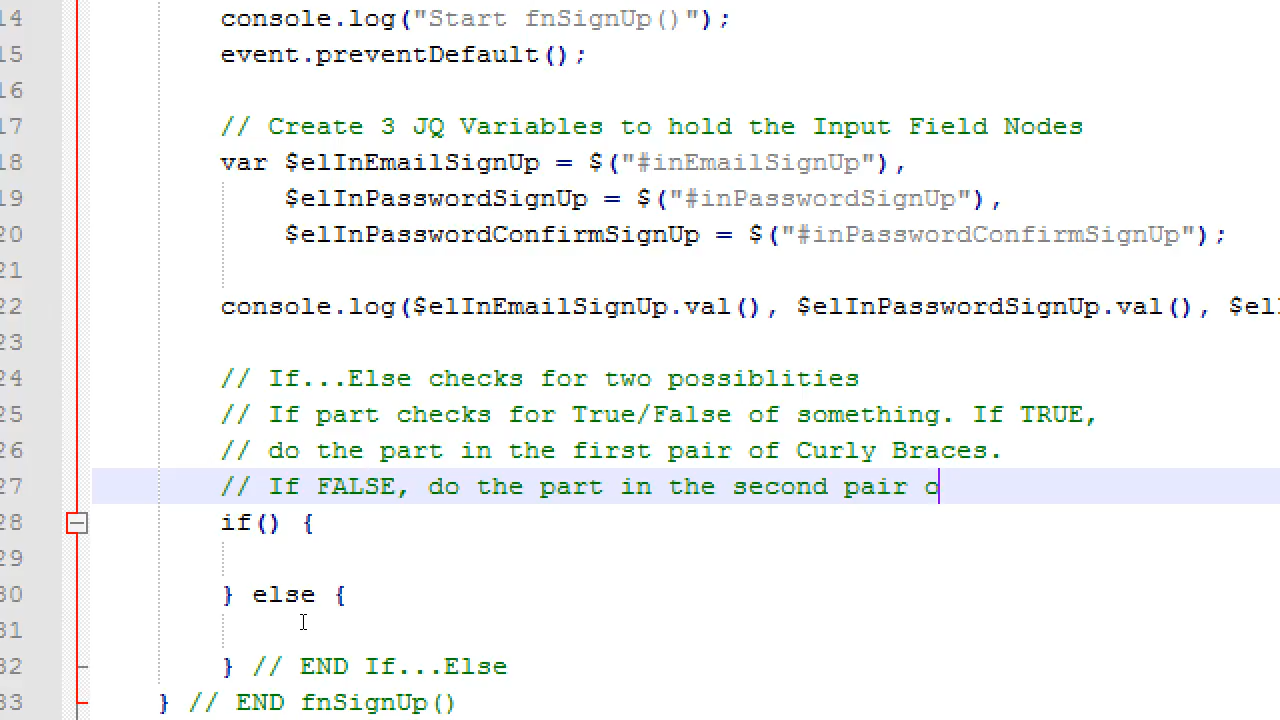 14 console.log("Start fnSignUp()");
15 event.preventDefault();
16
17 // Create 3 JQ Variables to hold the Input Field Nodes
18 var $elInEmailSignUp = $("#inEmailSignUp"),
19 $elInPasswordSignUp = $("#inPasswordSignUp"),
20 $elInPasswordConfirmSignUp = $("#inPasswordConfirmSignUp");
21
22 console.log($elInEmailSignUp.val(), $elInPasswordSignUp.val(), $el
23
24 // If...Else checks for two possiblities
25 // If part checks for True/False of something. If TRUE,
26 // do the part in the first pair of Curly Braces.
27 // If FALSE, do the part in the second pair o
28 if() {
29
30 } else {
31
32 } // END If...Else
33 } // END fnSignUp()